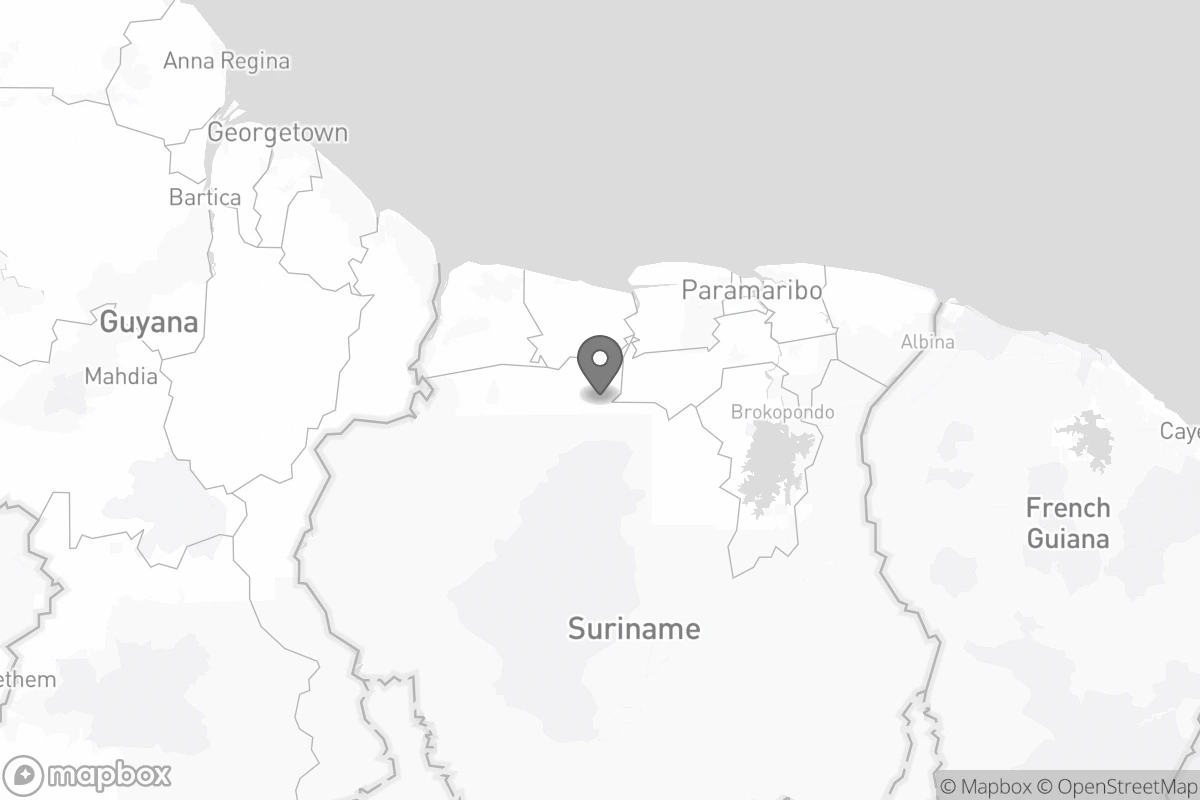 Anna Regina
Georgetown
Bartica
Paramaribo
Guyana
Albina
Mahdia
Brokopondo
Caye
French
Guiana
Suriname
ethem
mapbox
© Mapbox © OpenStreetMap